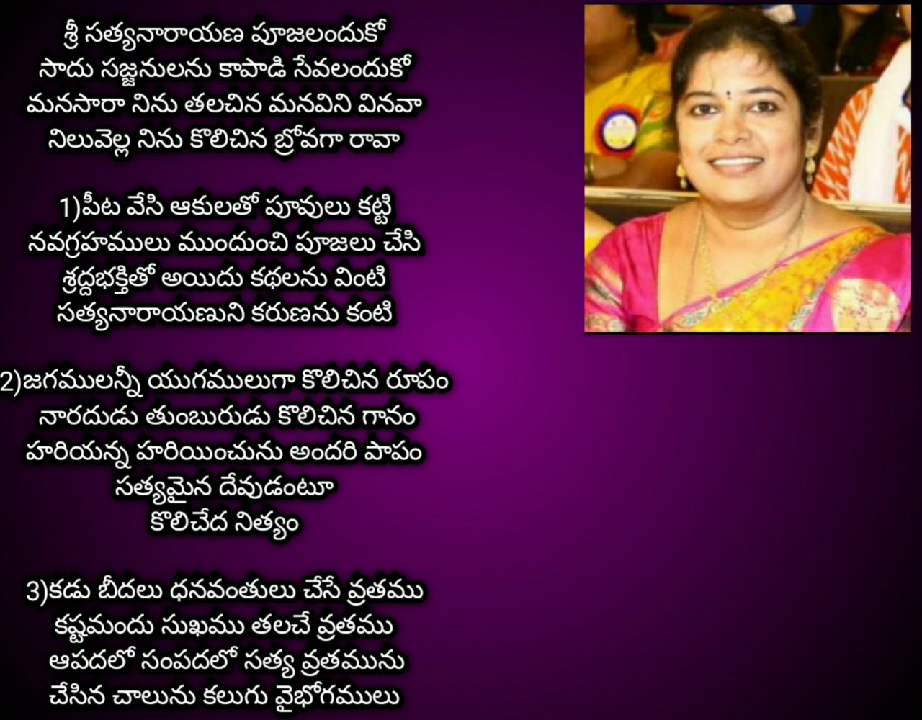 శ్రీ సత్యనారాయణ పూజలందుకో
సాదు సజ్జనులను కాపాడి సేవలందుకో
మనసారా నిను తలచిన మనవిని వినవా
నిలువెల్ల నిను కొలిచిన బ్రోవగా రావా
1)పీట వేసి ఆకులతో పూవులు కట్టి
నవగ్రహములు ముందుంచి పూజలు చేసి
శ్రద్దభక్తితో అయిదు కథలను వింటి
సత్యనారాయణుని కరుణను కంటి
2)జగములన్నీ యుగములుగా కొలిచిన రూపం
నారదుడు తుంబురుడు కొలిచిన గానం
హరియన్న హరియించును అందరి పాపం
సత్యమైన దేవుడంటూ
కొలిచేద నిత్యం
3)కడు బీదలు ధనవంతులు చేసే వ్రతము
కష్టమందు సుఖము తలచే వ్రతము
ఆపదలో సంపదలో సత్య వ్రతమును
చేసిన చాలును కలుగు వైభోగములు